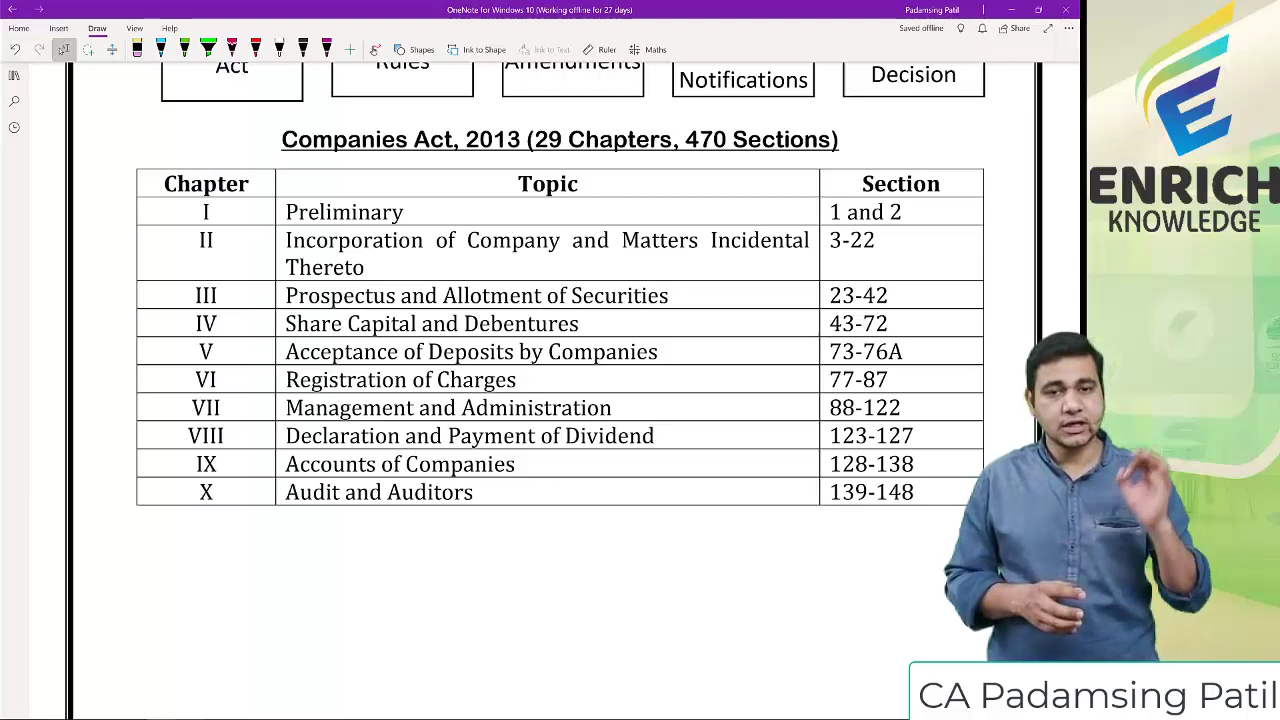 OneNote for Windows 10 (Working offline for 27 days)
Padamsing Patil
Home Insert Draw View Help
Saved offline
Share
Shapes Ink to Shape Ink to Text Ruler Maths
Act Rules Amendments Notifications Decision
Companies Act, 2013 (29 Chapters, 470 Sections)
Chapter Topic Section
I Preliminary 1 and 2
II Incorporation of Company and Matters Incidental 3-22
Thereto
III Prospectus and Allotment of Securities 23-42
IV Share Capital and Debentures 43-72
V Acceptance of Deposits by Companies 73-76A
VI Registration of Charges 77-87
VII Management and Administration 88-122
VIII Declaration and Payment of Dividend 123-127
IX Accounts of Companies 128-138
X Audit and Auditors 139-148
ENRICH
KNOWLEDGE
CA Padamsing Patil